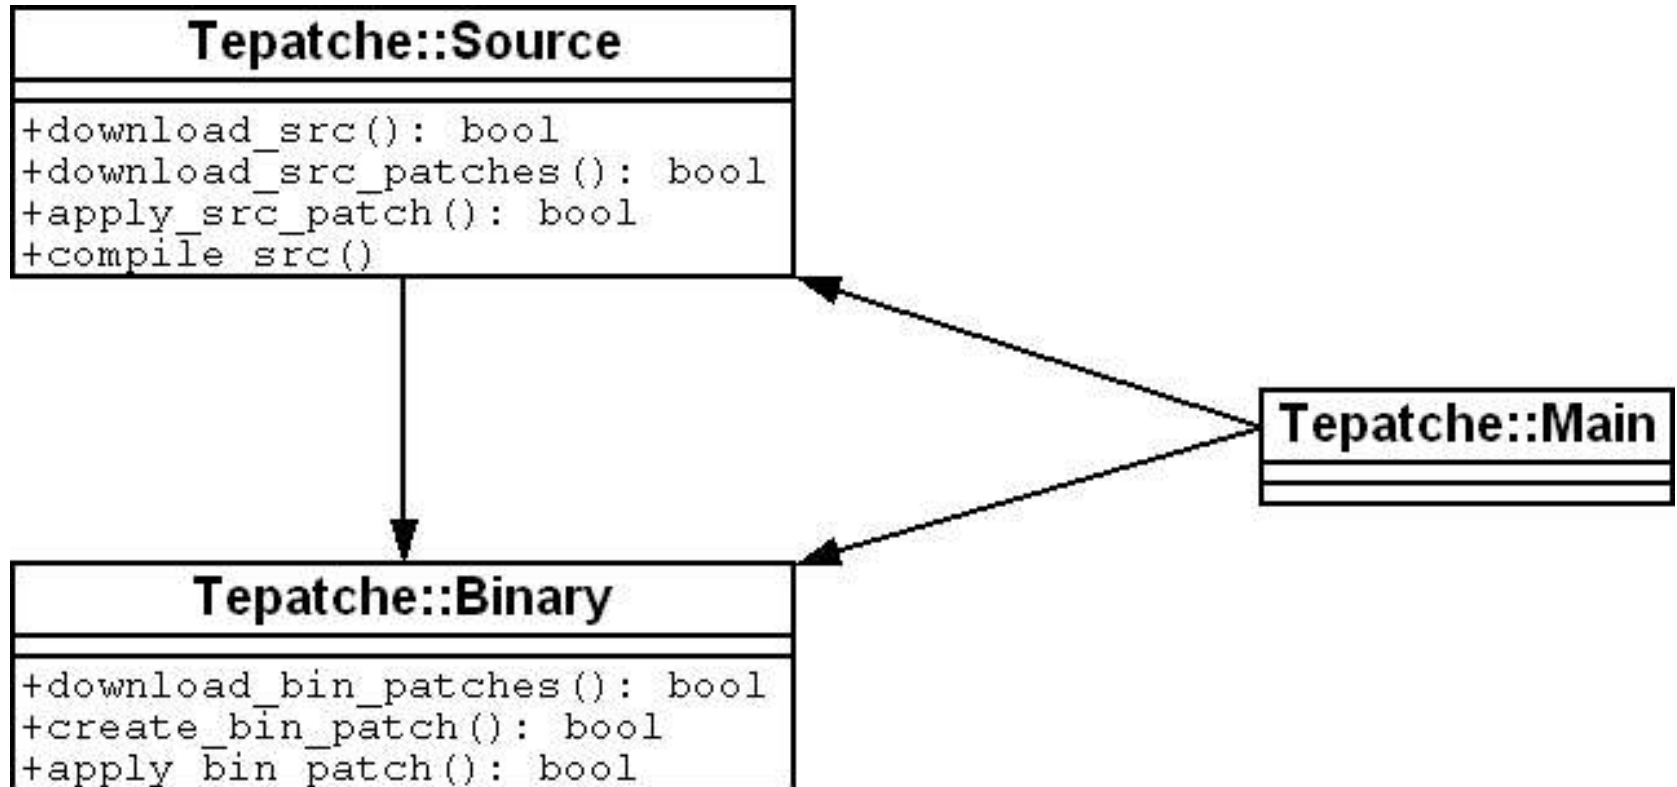 Tepatche::Source
+download_src(): bool
+download_src_patches(): bool
+apply_src_patch(): bool
+compile_src()
Tepatche::Main
Tepatche::Binary
+download_bin_patches(): bool
+create_bin_patch(): bool
+apply_bin_patch(): bool